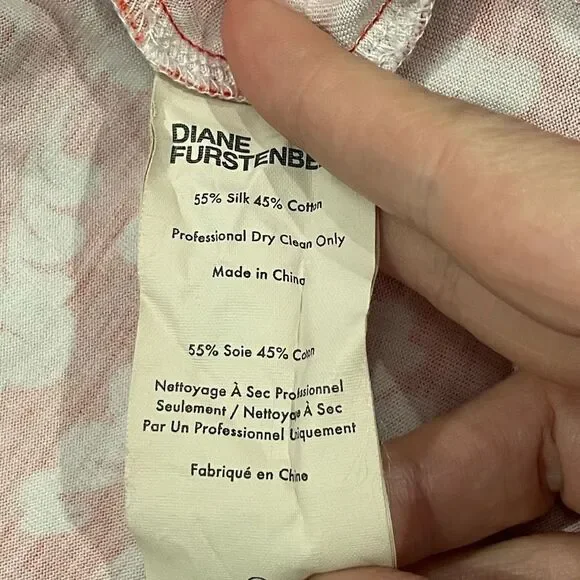 DIANE
FURSTENBE
55% Silk 45% Cotton
Professional Dry Clean Only
Made in China
55% Soie 45% Coton
Nettoyage À Sec Professionnel
Seulement / Nettoyage À Sec
Par Un Professionnel Uniquement
Fabriqué en Chine